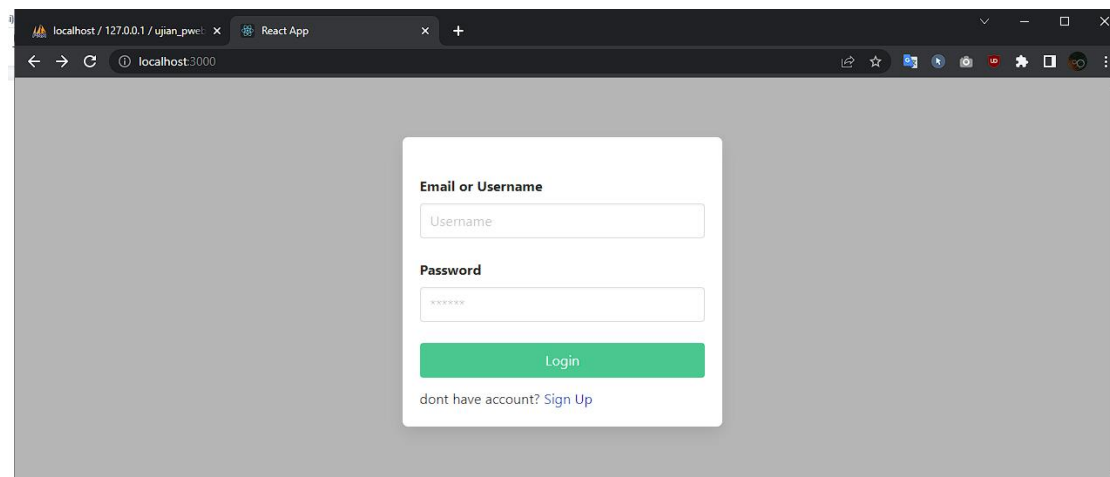 localhost / 127.0.0.1 / ujian_pweb
React App
localhost:3000
Email or Username
Username
Password
******
Login
dont have account? Sign Up